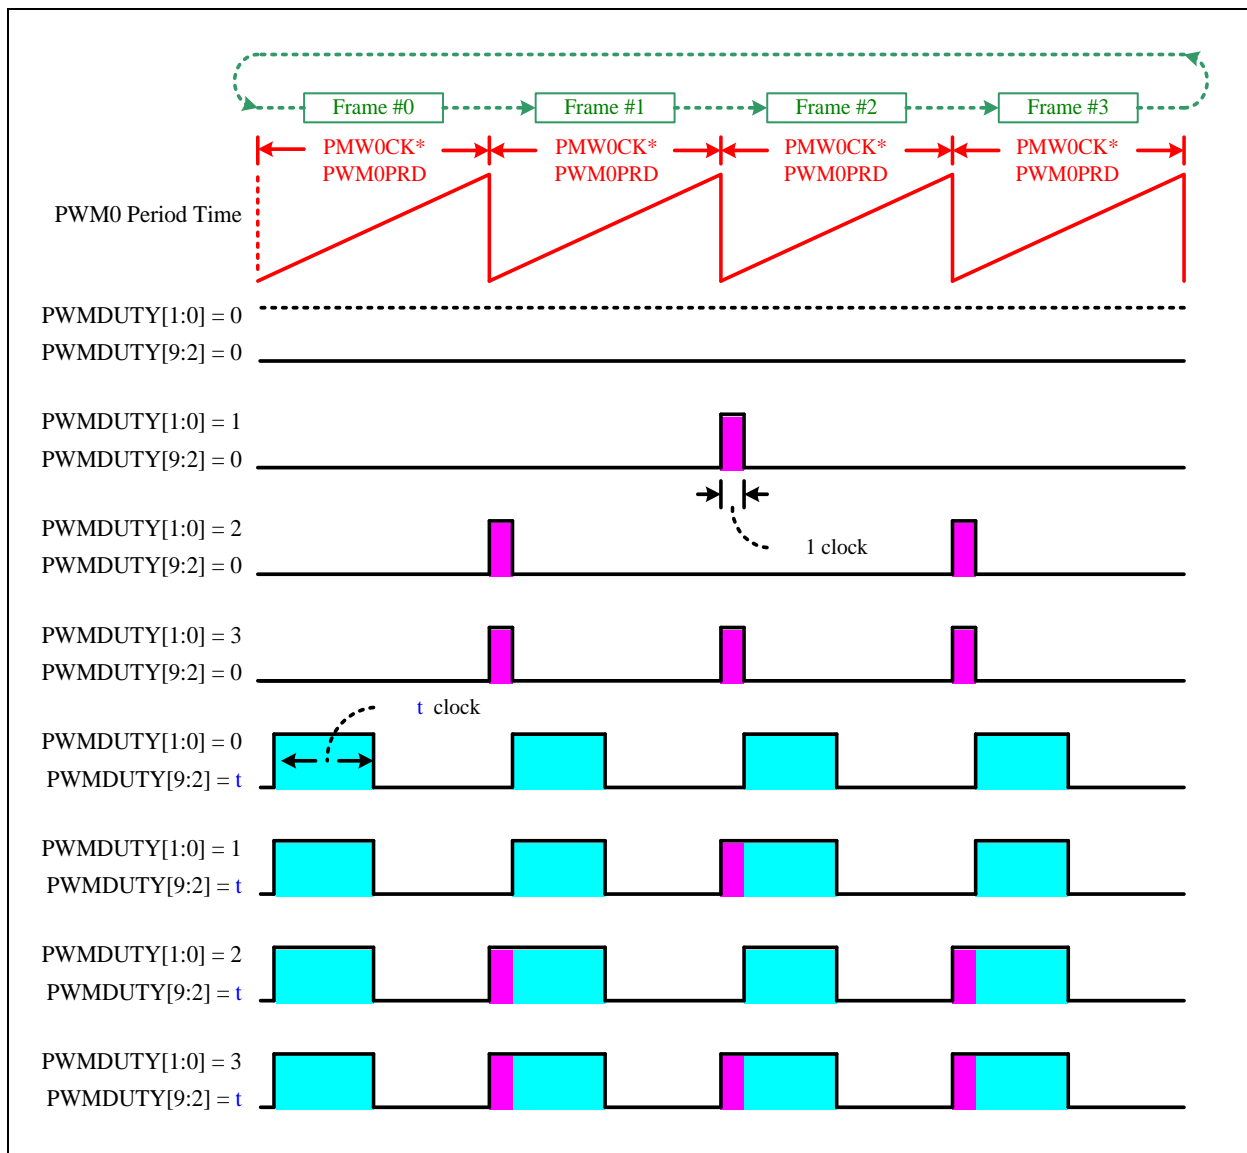 Frame #0 Frame #1 Frame #2 Frame #3
PMW0CK* PMW0CK* PMW0CK* PMW0CK*
PWM0PRD PWM0PRD PWM0PRD PWM0PRD
PWM0 Period Time
PWMDUTY[1:0] = 0
PWMDUTY[9:2] = 0
PWMDUTY[1:0] = 1
PWMDUTY[9:2] = 0
PWMDUTY[1:0] = 2
1 clock
PWMDUTY[9:2] = 0
PWMDUTY[1:0] = 3
PWMDUTY[9:2] = 0
t clock
PWMDUTY[1:0] = 0
PWMDUTY[9:2] = t
PWMDUTY[1:0] = 1
PWMDUTY[9:2] = t
PWMDUTY[1:0] = 2
PWMDUTY[9:2] = t
PWMDUTY[1:0] = 3
PWMDUTY[9:2] = t